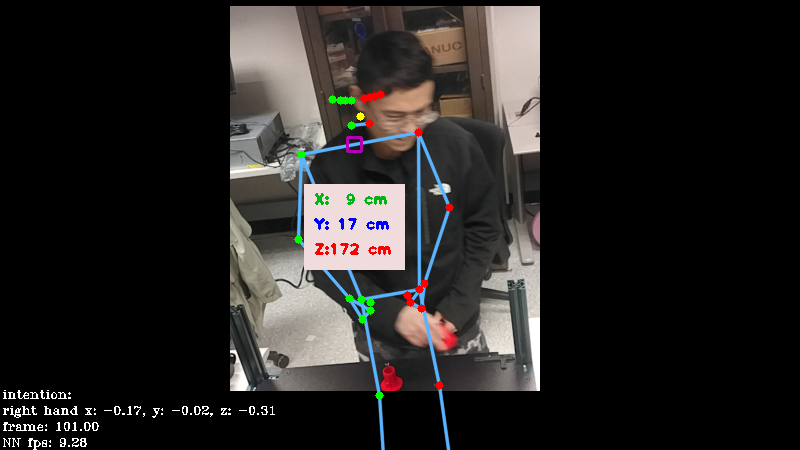 ANUC
X: 9 cm
Y: 17 cm
Z:172 cm
intention:
right hand x: -0.17, y: -0.02, z: -0.31
frame: 101.00
NN fps: 9.28